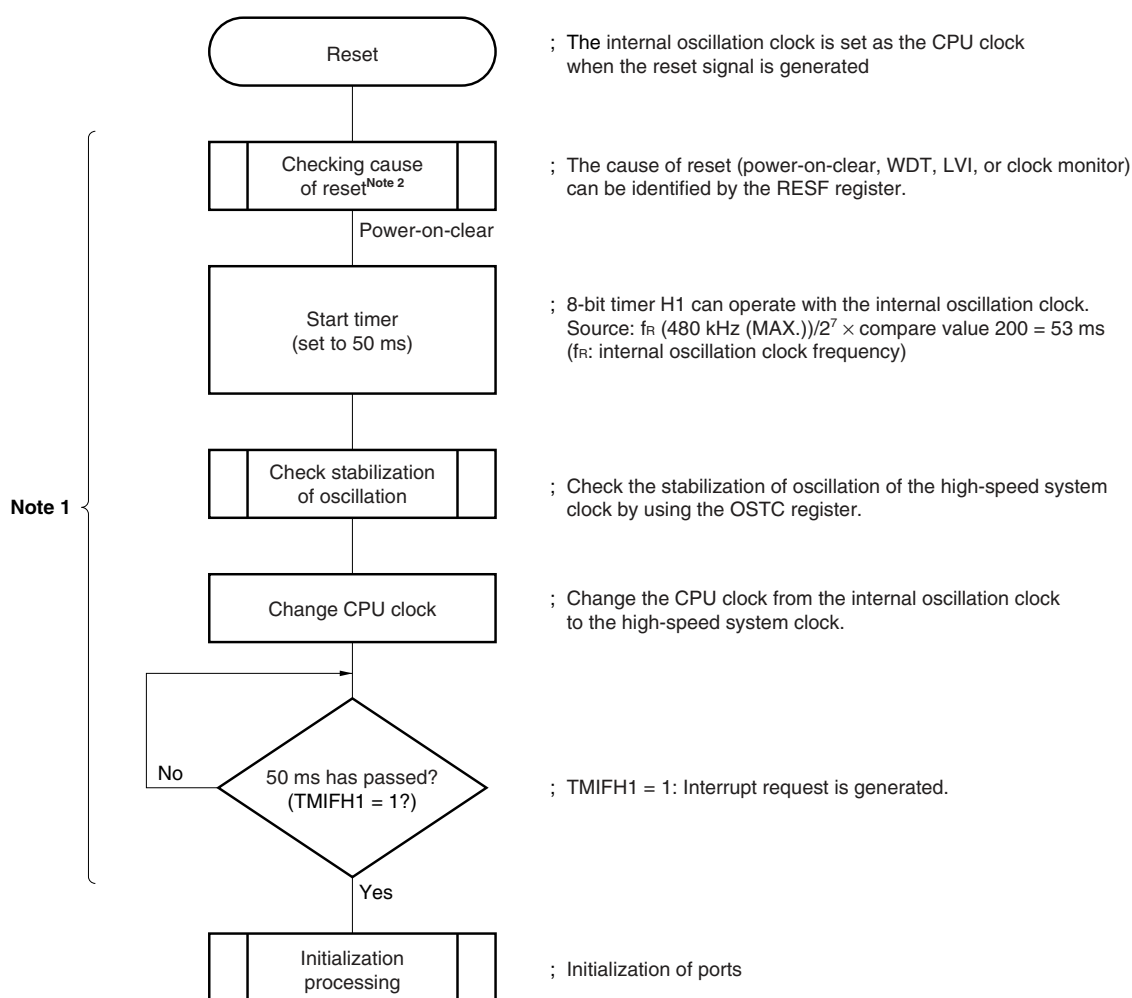 Reset
; The internal oscillation clock is set as the CPU clock
when the reset signal is generated
Checking cause
of reset^Note 2
; The cause of reset (power-on-clear, WDT, LVI, or clock monitor)
can be identified by the RESF register.
Power-on-clear
Start timer
(set to 50 ms)
; 8-bit timer H1 can operate with the internal oscillation clock.
Source: fR (480 kHz (MAX.))/2⁷ × compare value 200 = 53 ms
(fR: internal oscillation clock frequency)
Note 1
Check stabilization
of oscillation
; Check the stabilization of oscillation of the high-speed system
clock by using the OSTC register.
Change CPU clock
; Change the CPU clock from the internal oscillation clock
to the high-speed system clock.
No
50 ms has passed?
(TMIFH1 = 1?)
; TMIFH1 = 1: Interrupt request is generated.
Yes
Initialization
processing
; Initialization of ports